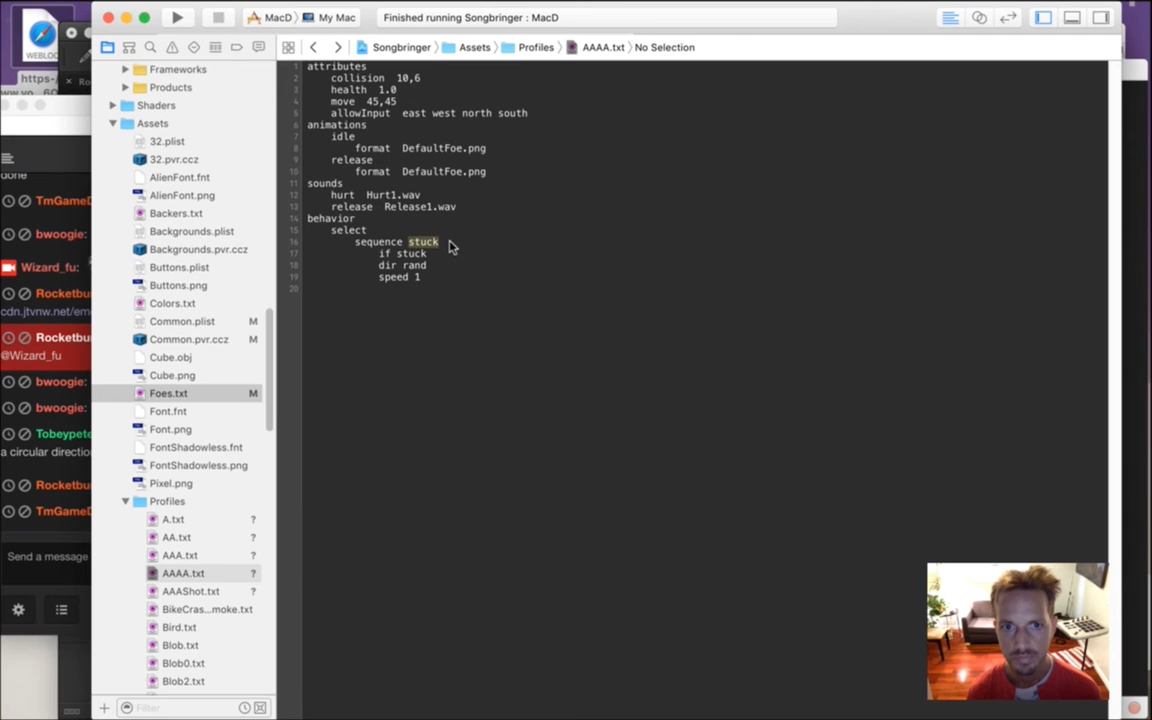 WEBLOC
https-/
MacD 〉 My Mac
Finished running Songbringer : MacD
Ro
Songbringer 〉 Assets 〉 Profiles 〉 AAAA.txt 〉 No Selection
Frameworks
Products
Shaders
Assets
32.plist
32.pvr.ccz
AlienFont.fnt
AlienFont.png
Backers.txt
Backgrounds.plist
Backgrounds.pvr.ccz
Buttons.plist
Buttons.png
Colors.txt
Common.plist M
Common.pvr.ccz M
Cube.obj
Cube.png
Foes.txt M
Font.fnt
Font.png
FontShadowless.fnt
FontShadowless.png
Pixel.png
Profiles
A.txt ?
AA.txt ?
AAA.txt ?
AAAA.txt ?
AAAShot.txt ?
BikeCras...moke.txt
Bird.txt
Blob.txt
Blob0.txt
Blob2.txt
Filter
1 attributes
2 collision 10,6
3 health 1.0
4 move 45,45
5 allowInput east west north south
6 animations
7 idle
8 format DefaultFoe.png
9 release
10 format DefaultFoe.png
11 sounds
12 hurt Hurt1.wav
13 release Release1.wav
14 behavior
15 select
16 sequence stuck
17 if stuck
18 dir rand
19 speed 1
20
done
TmGameD
bwoogie:
Wizard_fu:
Rocketbu
cdn.jtvnw.net/em
Rocketbu
@Wizard_fu
bwoogie:
bwoogie:
Tobeypete
a circular directio
Rocketbu
TmGameD
Send a message